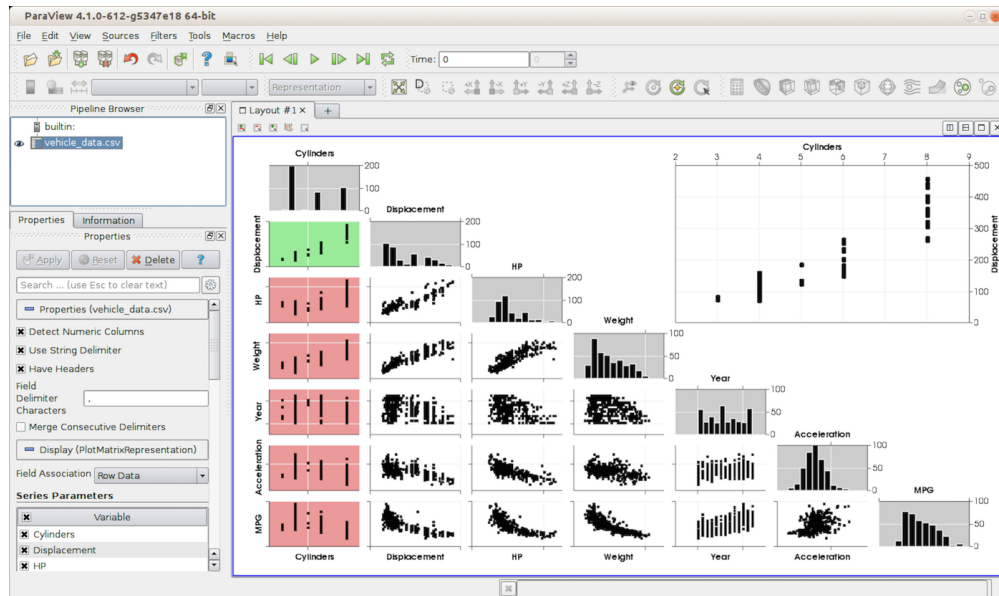 ParaView 4.1.0-612-g5347e18 64-bit
File Edit View Sources Filters Tools Macros Help
Time: 0 0
Representation
Pipeline Browser
builtin:
vehicle_data.csv
Properties Information
Properties
Apply Reset Delete ?
Search ... (use Esc to clear text)
Properties (vehicle_data.csv)
Detect Numeric Columns
Use String Delimiter
Have Headers
Field
Delimiter ,
Characters
Merge Consecutive Delimiters
Display (PlotMatrixRepresentation)
Field Association Row Data
Series Parameters
Variable
Cylinders
Displacement
HP
Layout #1 +
Cylinders
200
100
0
Displacement
Displacement
200
100
0
HP
HP
200
100
0
Weight
Weight
100
50
0
Year
Year
100
50
0
Acceleration
Acceleration
100
50
0
MPG
MPG
100
50
0
Cylinders Displacement HP Weight Year Acceleration
Cylinders
2 3 4 5 6 7 8 9
500
400
300
200
100
0
Displacement